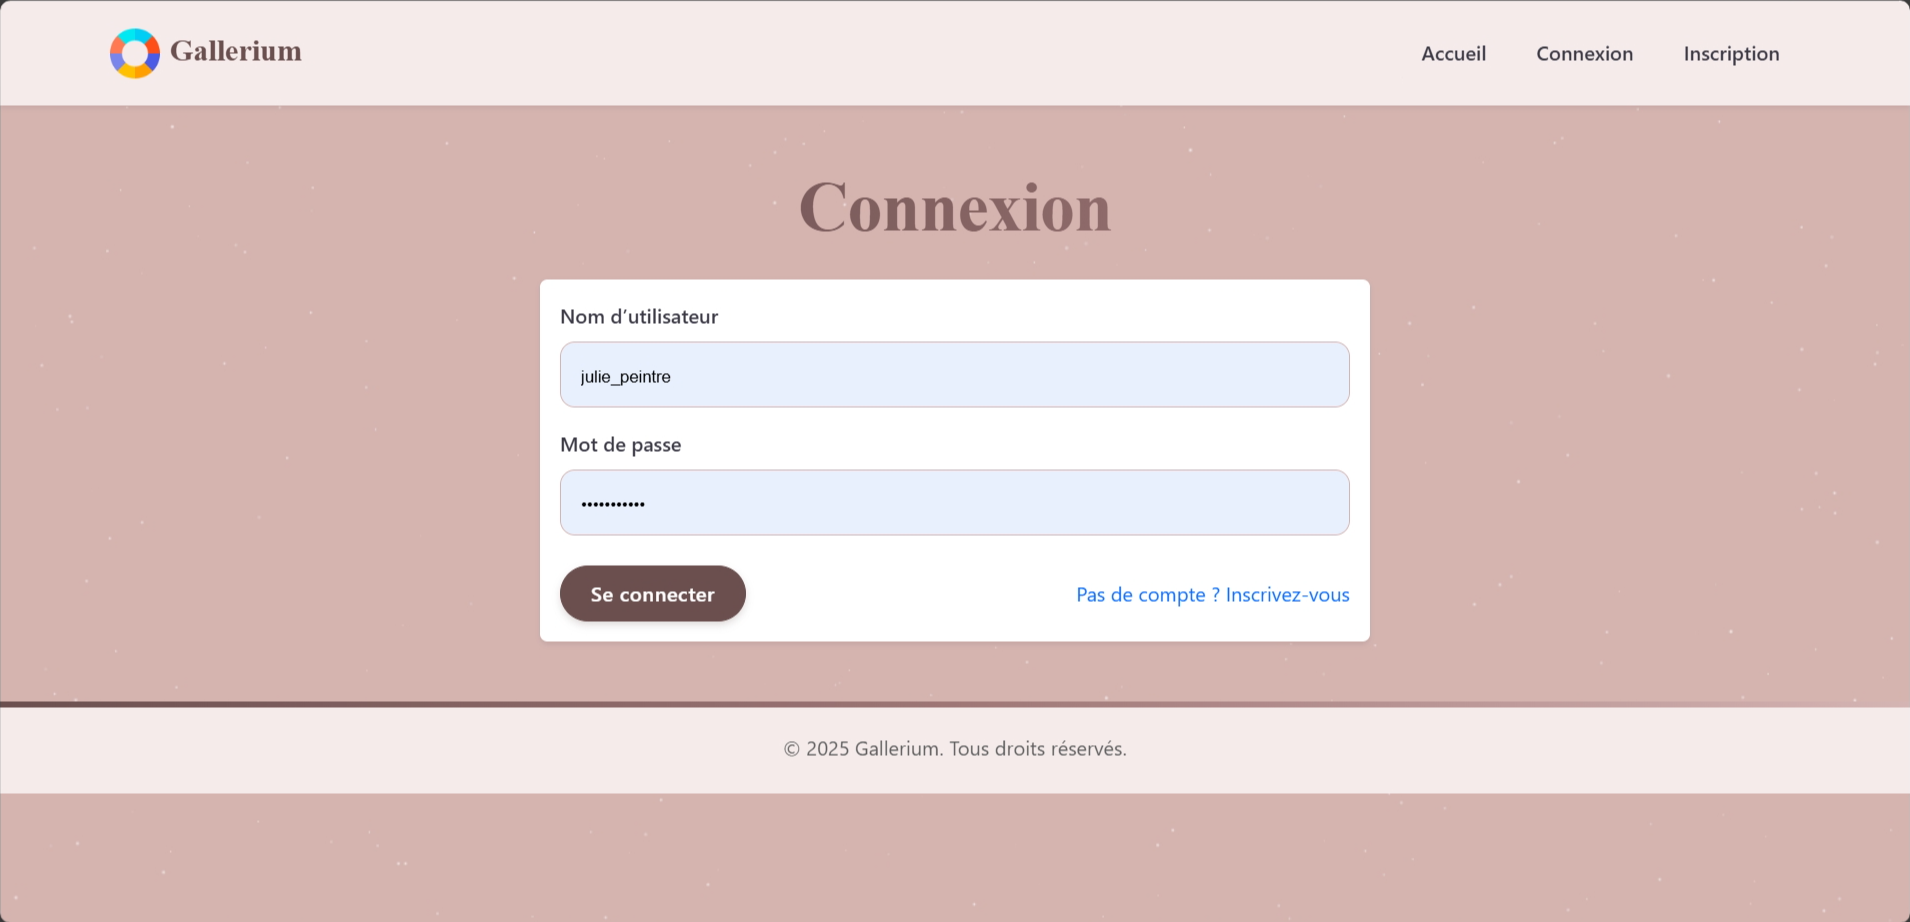 Gallerium
Accueil Connexion Inscription
Connexion
Nom d’utilisateur
julie_peintre
Mot de passe
•••••••••••
Se connecter
Pas de compte ? Inscrivez-vous
© 2025 Gallerium. Tous droits réservés.